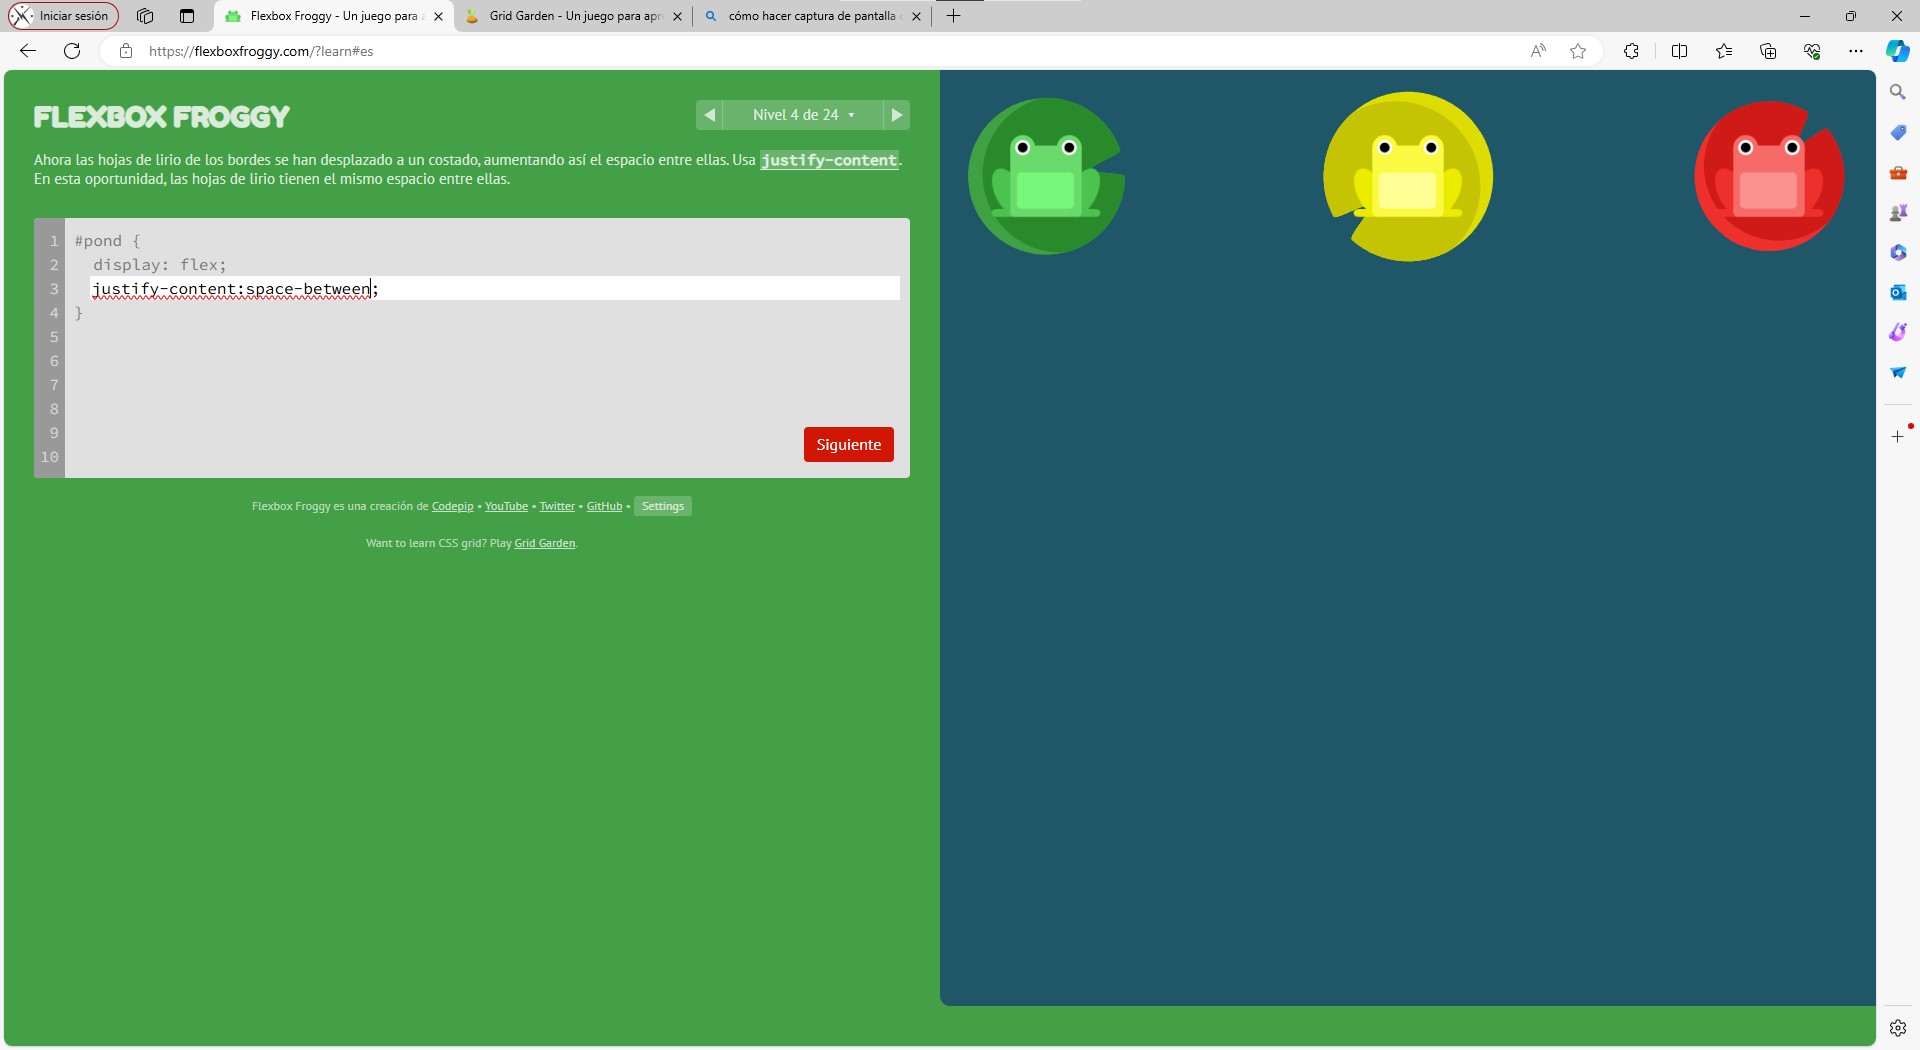 Iniciar sesión
Flexbox Froggy - Un juego para a
Grid Garden - Un juego para apr
cómo hacer captura de pantalla
https://flexboxfroggy.com/?learn#es
FLEXBOX FROGGY
Nivel 4 de 24
Ahora las hojas de lirio de los bordes se han desplazado a un costado, aumentando así el espacio entre ellas. Usa justify-content.
En esta oportunidad, las hojas de lirio tienen el mismo espacio entre ellas.
1 #pond {
2 display: flex;
3 justify-content:space-between;
4 }
5
6
7
8
9
10
Siguiente
Flexbox Froggy es una creación de Codepip • YouTube • Twitter • GitHub • Settings
Want to learn CSS grid? Play Grid Garden.